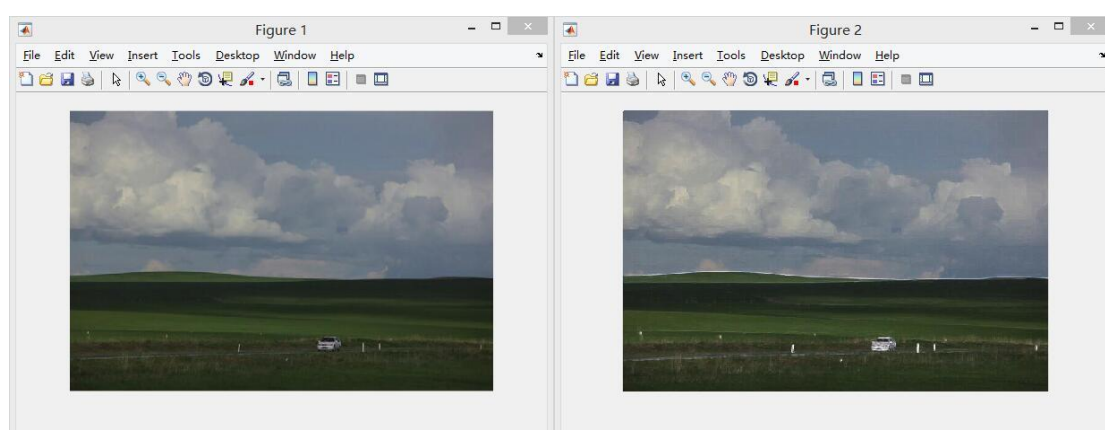 Figure 1
File Edit View Insert Tools Desktop Window Help
Figure 2
File Edit View Insert Tools Desktop Window Help